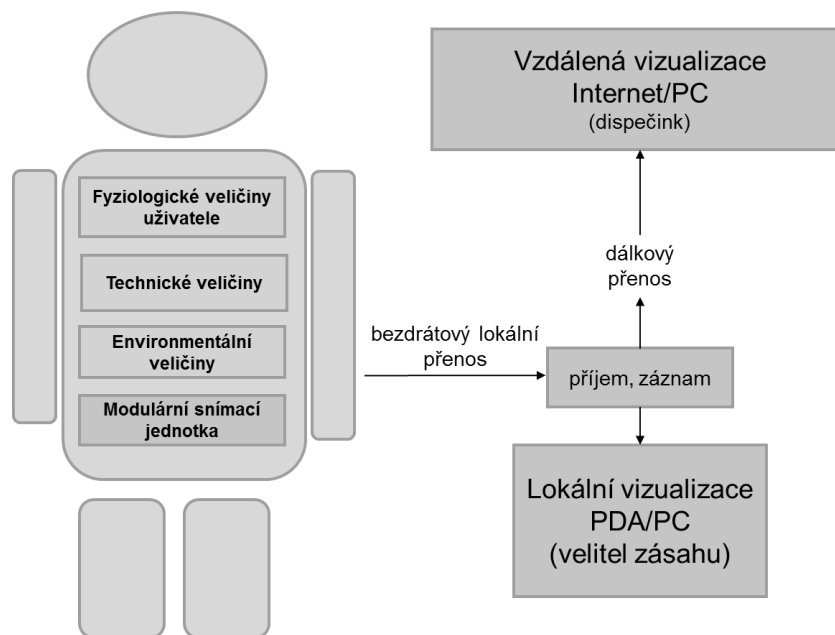 Fyziologické veličiny
uživatele
Technické veličiny
Environmentální
veličiny
Modulární snímací
jednotka
bezdrátový lokální
přenos
Vzdálená vizualizace
Internet/PC
(dispečink)
dálkový
přenos
příjem, záznam
Lokální vizualizace
PDA/PC
(velitel zásahu)